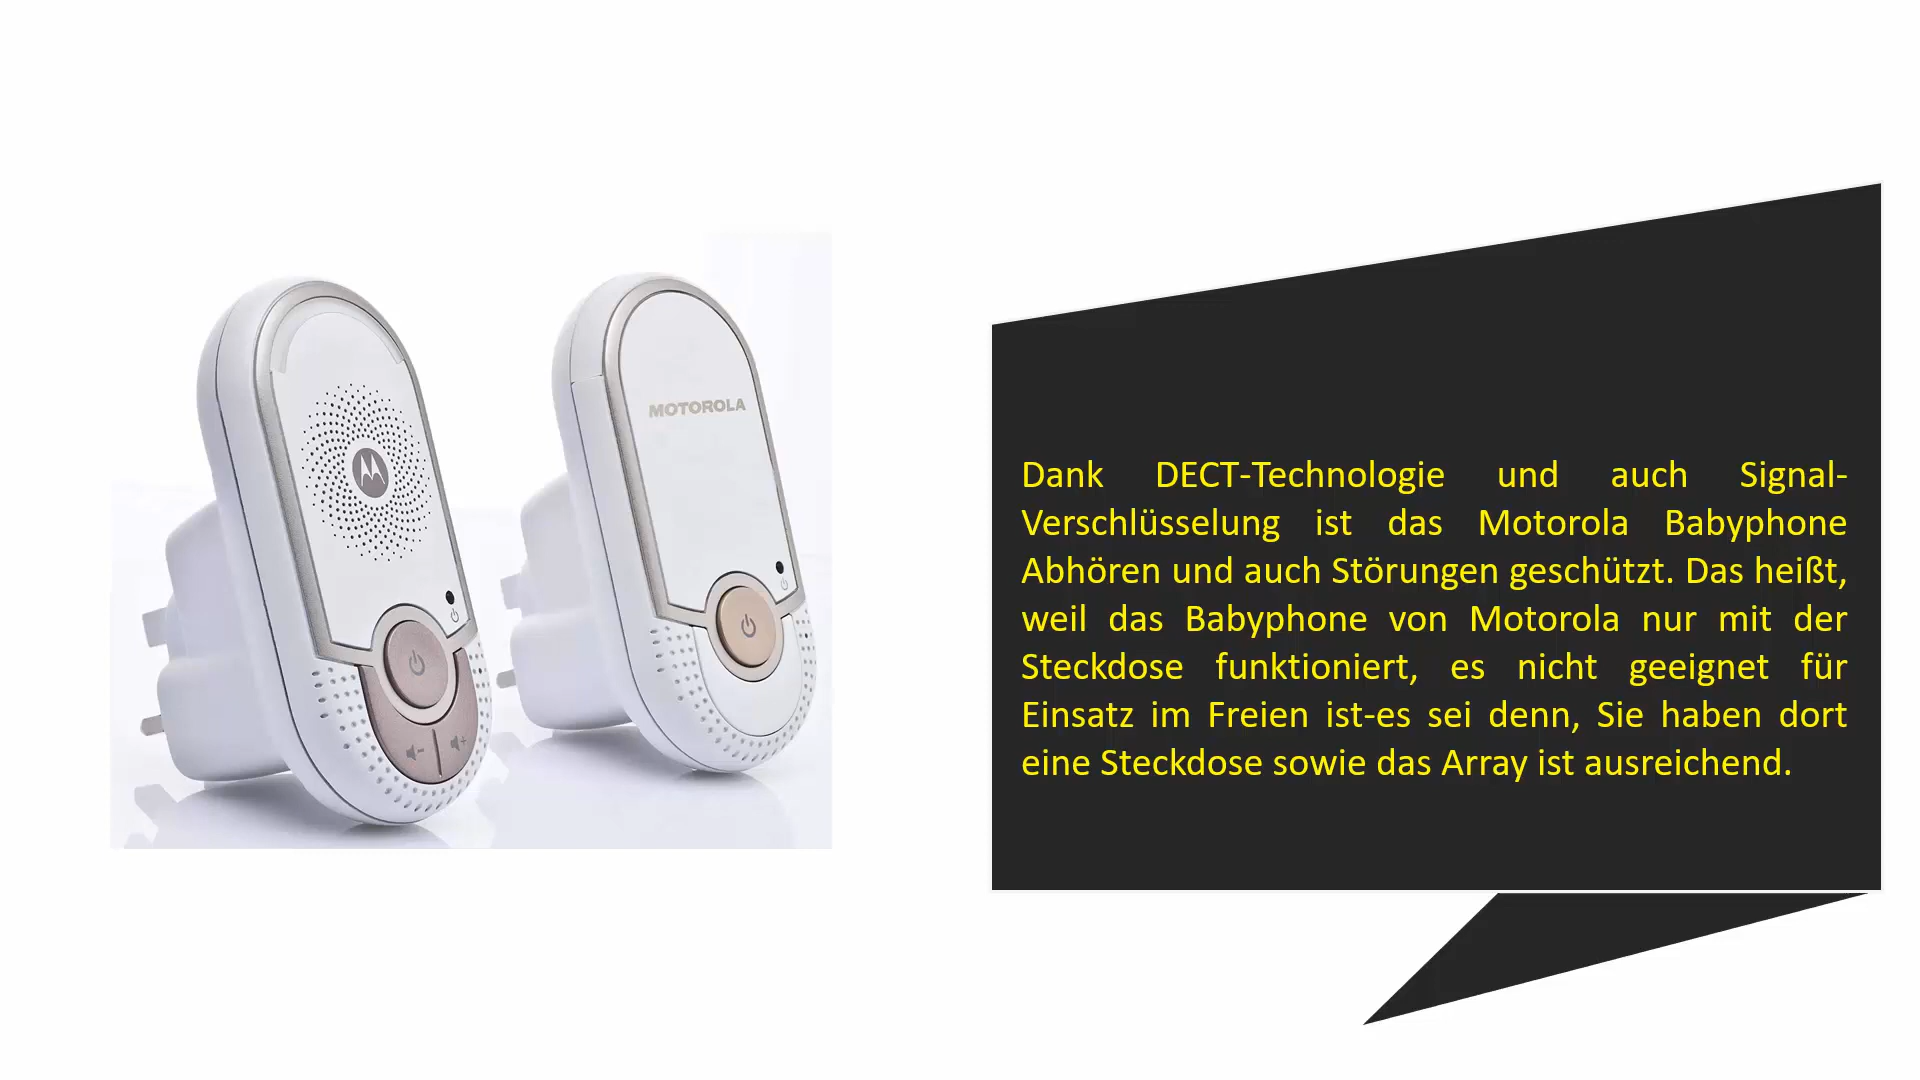 MOTOROLA
Dank DECT-Technologie und auch Signal-
Verschlüsselung ist das Motorola Babyphone
Abhören und auch Störungen geschützt. Das heißt,
weil das Babyphone von Motorola nur mit der
Steckdose funktioniert, es nicht geeignet für
Einsatz im Freien ist-es sei denn, Sie haben dort
eine Steckdose sowie das Array ist ausreichend.